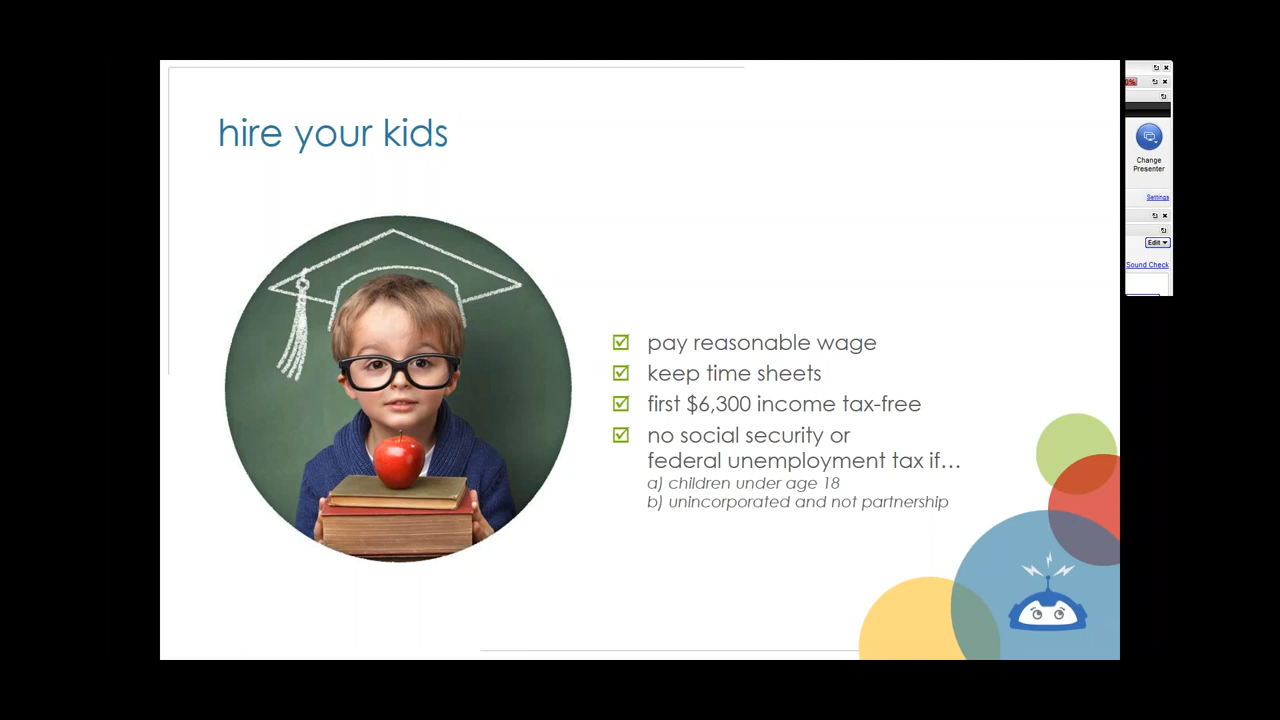 hire your kids
pay reasonable wage
keep time sheets
first $6,300 income tax-free
no social security or
federal unemployment tax if…
a) children under age 18
b) unincorporated and not partnership
Change
Presenter
Settings
Edit
Sound Check